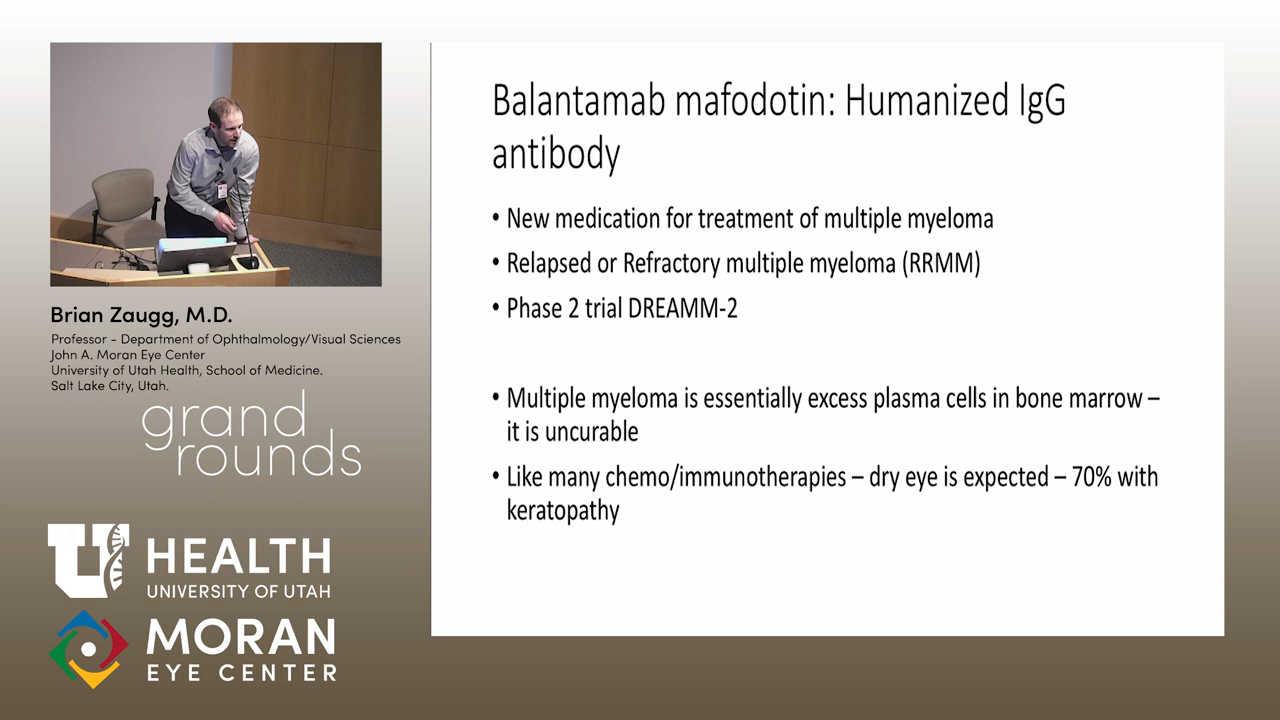 Balantamab mafodotin: Humanized IgG
antibody
• New medication for treatment of multiple myeloma
• Relapsed or Refractory multiple myeloma (RRMM)
• Phase 2 trial DREAMM-2
• Multiple myeloma is essentially excess plasma cells in bone marrow –
it is uncurable
• Like many chemo/immunotherapies – dry eye is expected – 70% with
keratopathy
Brian Zaugg, M.D.
Professor - Department of Ophthalmology/Visual Sciences
John A. Moran Eye Center
University of Utah Health, School of Medicine.
Salt Lake City, Utah.
grand
rounds
U HEALTH
UNIVERSITY OF UTAH
MORAN
EYE CENTER